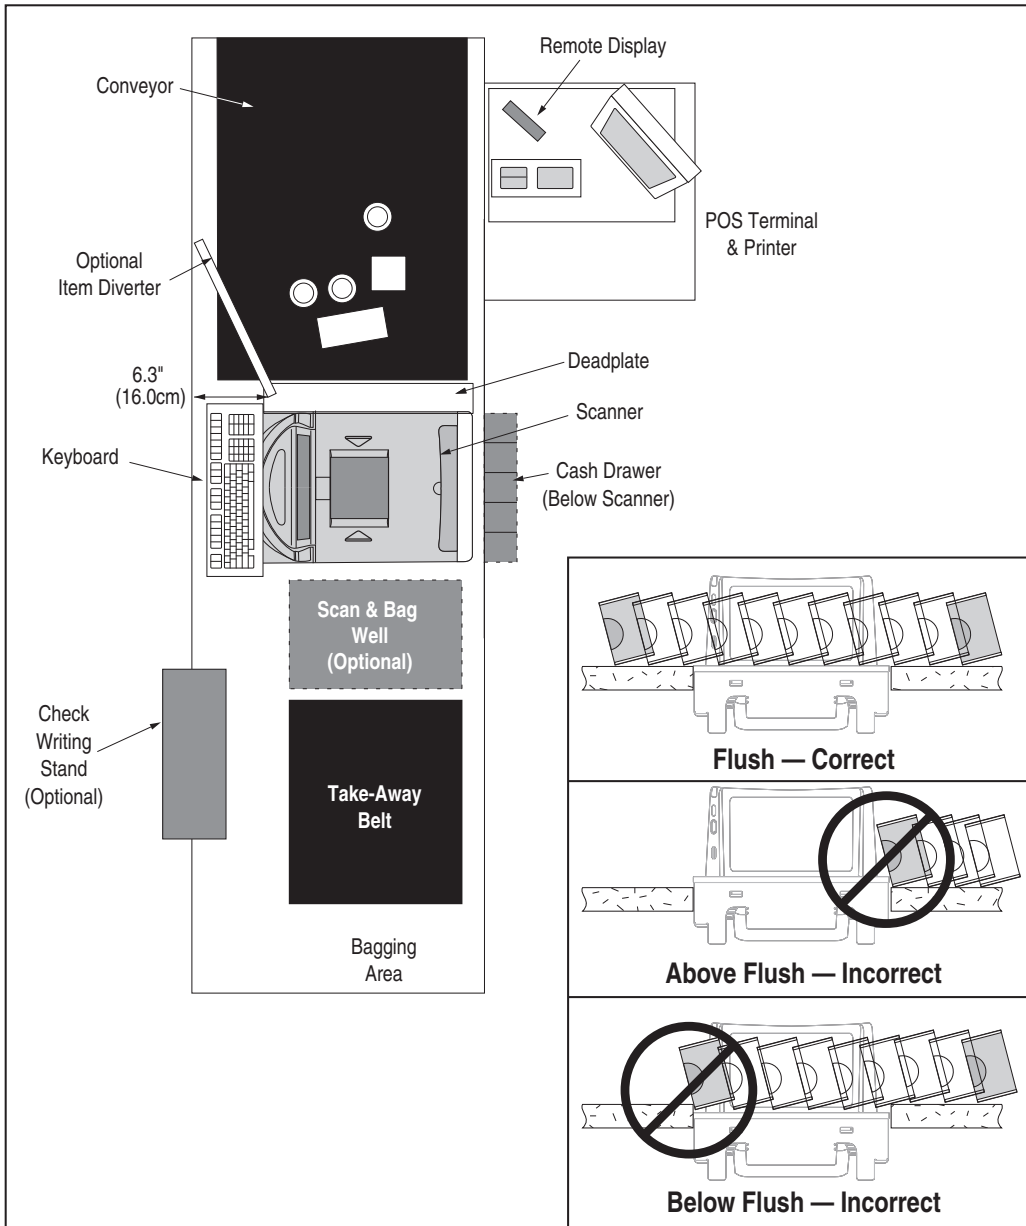 Remote Display
Conveyor
POS Terminal
& Printer
Optional
Item Diverter
Deadplate
6.3"
(16.0cm)
Scanner
Keyboard
Cash Drawer
(Below Scanner)
Scan & Bag
Well
(Optional)
Check
Writing
Stand
(Optional)
Take-Away
Belt
Bagging
Area
Flush — Correct
Above Flush — Incorrect
Below Flush — Incorrect